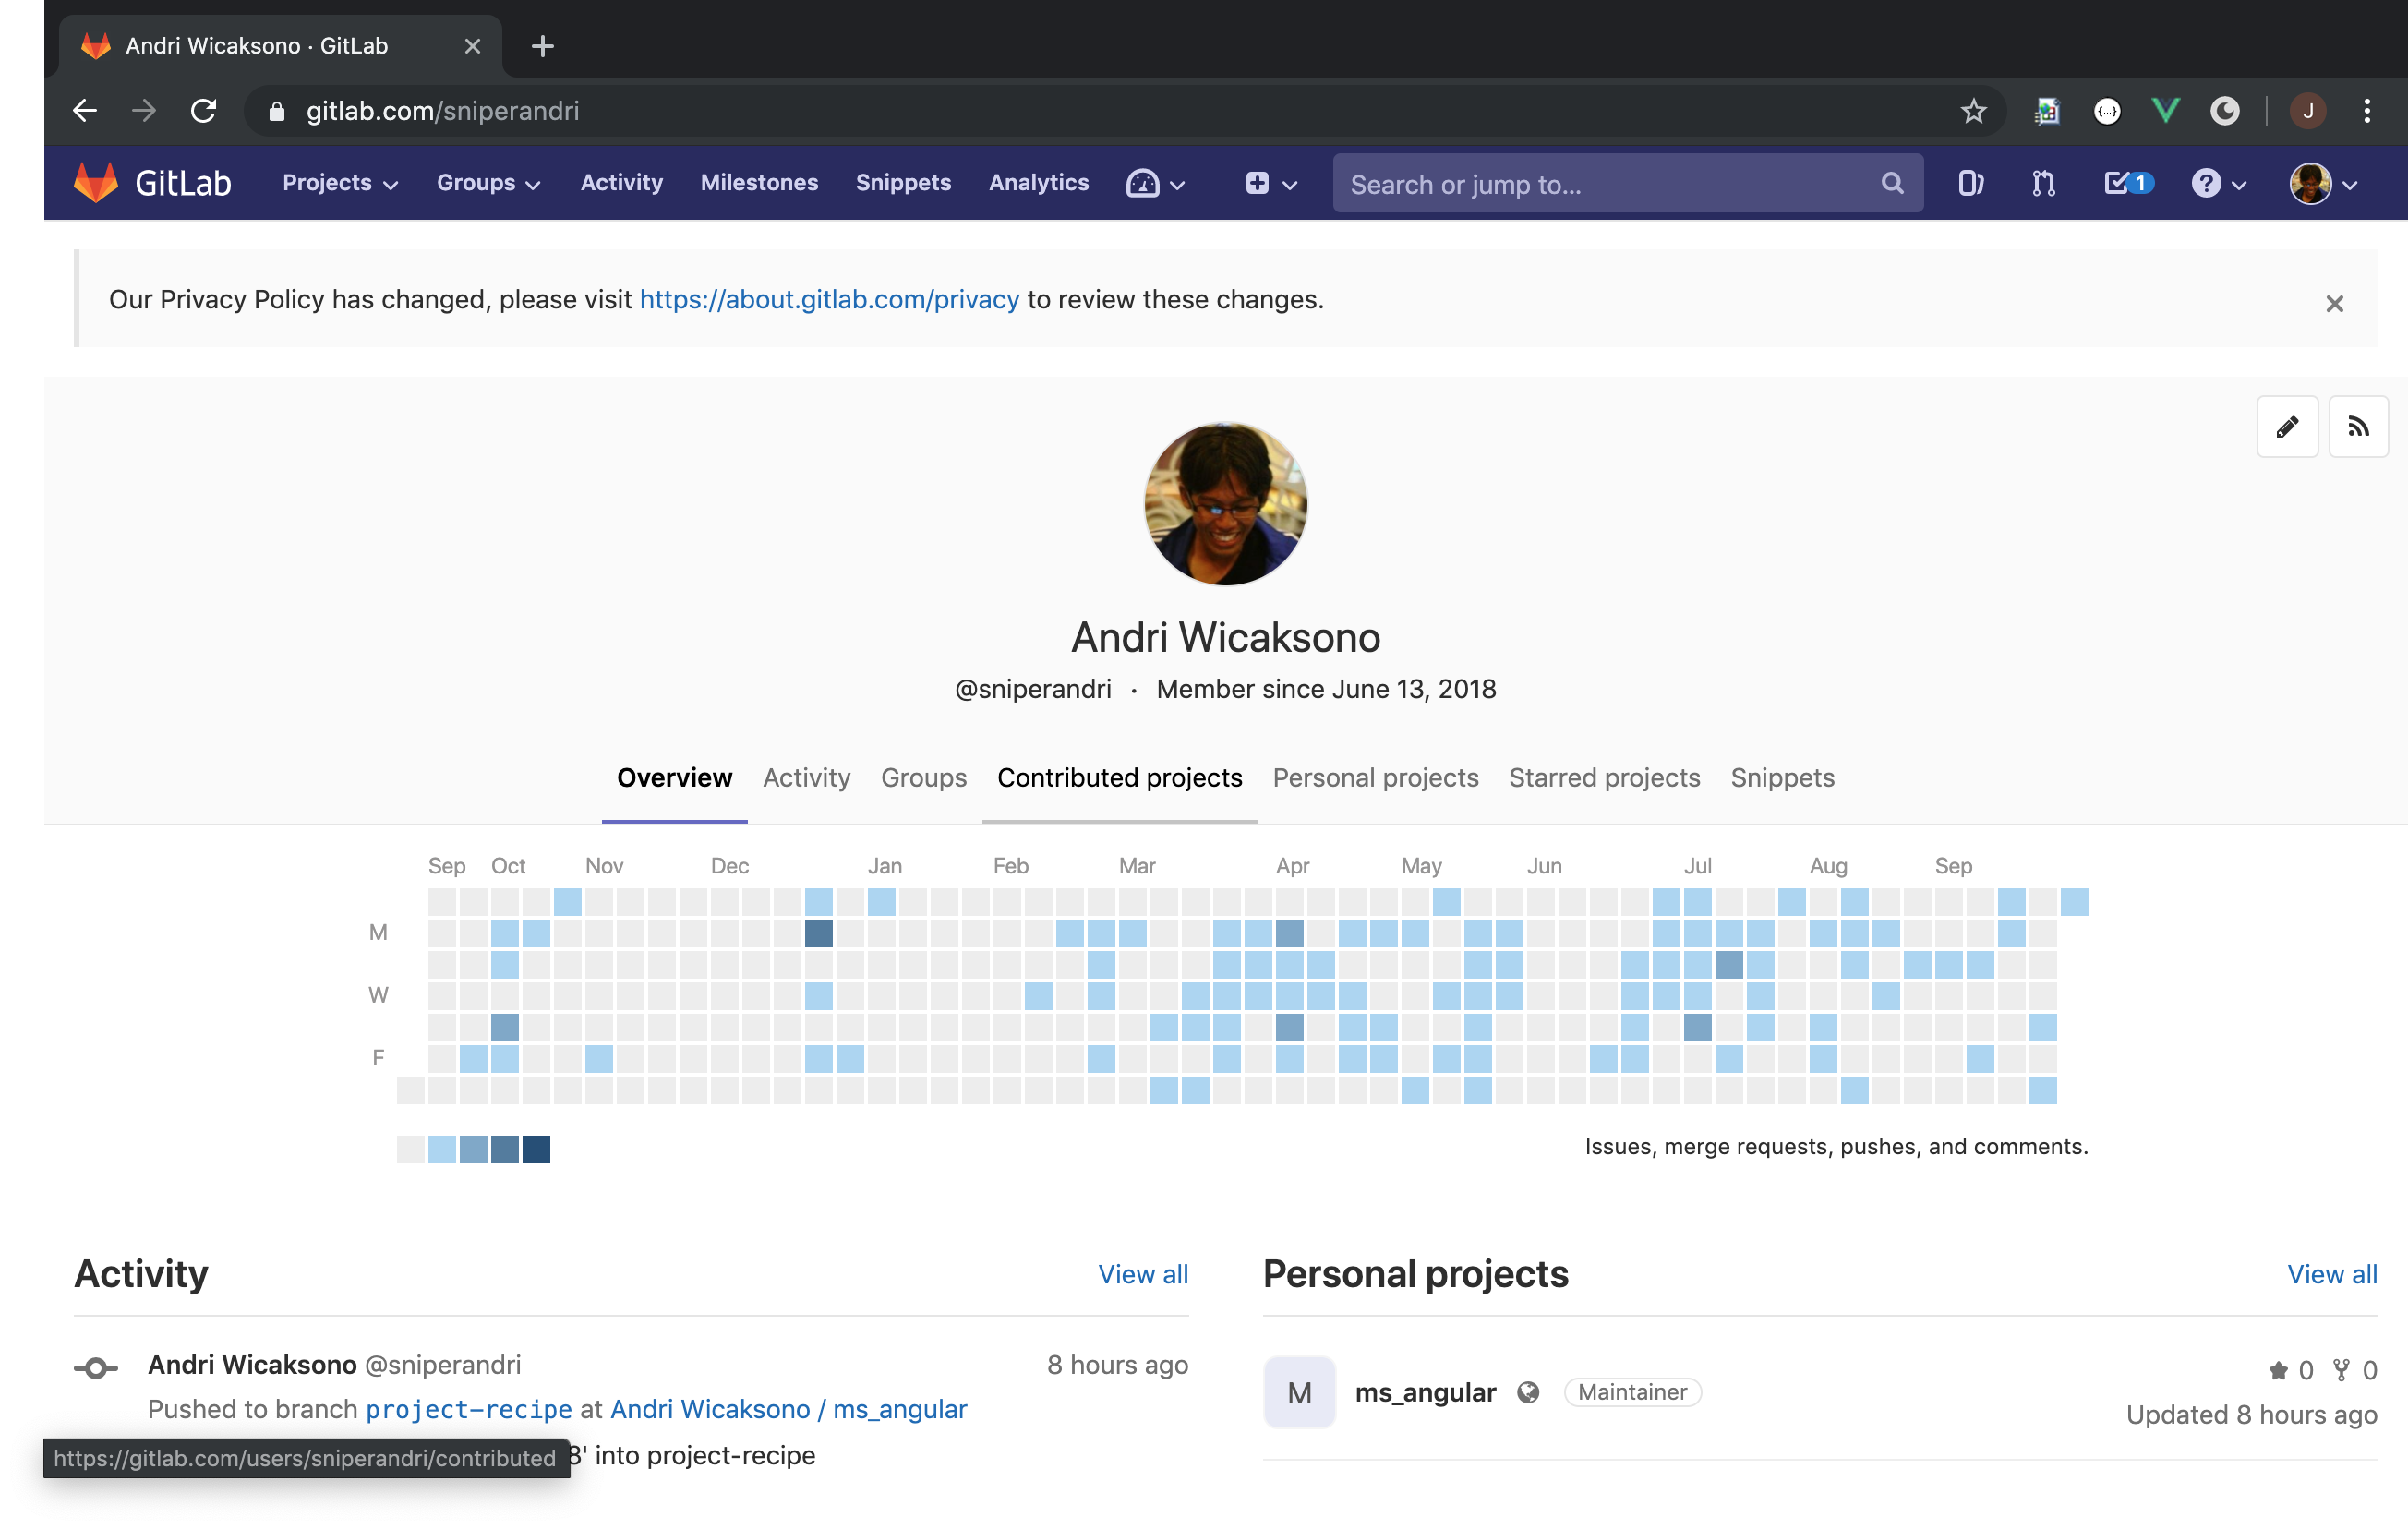 Andri Wicaksono · GitLab
gitlab.com/sniperandri
J
GitLab Projects Groups Activity Milestones Snippets Analytics Search or jump to... 1
Our Privacy Policy has changed, please visit https://about.gitlab.com/privacy to review these changes.
Andri Wicaksono
@sniperandri · Member since June 13, 2018
Overview Activity Groups Contributed projects Personal projects Starred projects Snippets
Sep Oct Nov Dec Jan Feb Mar Apr May Jun Jul Aug Sep
M
W
F
Issues, merge requests, pushes, and comments.
Activity View all
Andri Wicaksono @sniperandri 8 hours ago
Pushed to branch project-recipe at Andri Wicaksono / ms_angular
8' into project-recipe
https://gitlab.com/users/sniperandri/contributed
Personal projects View all
M ms_angular Maintainer 0 0
Updated 8 hours ago